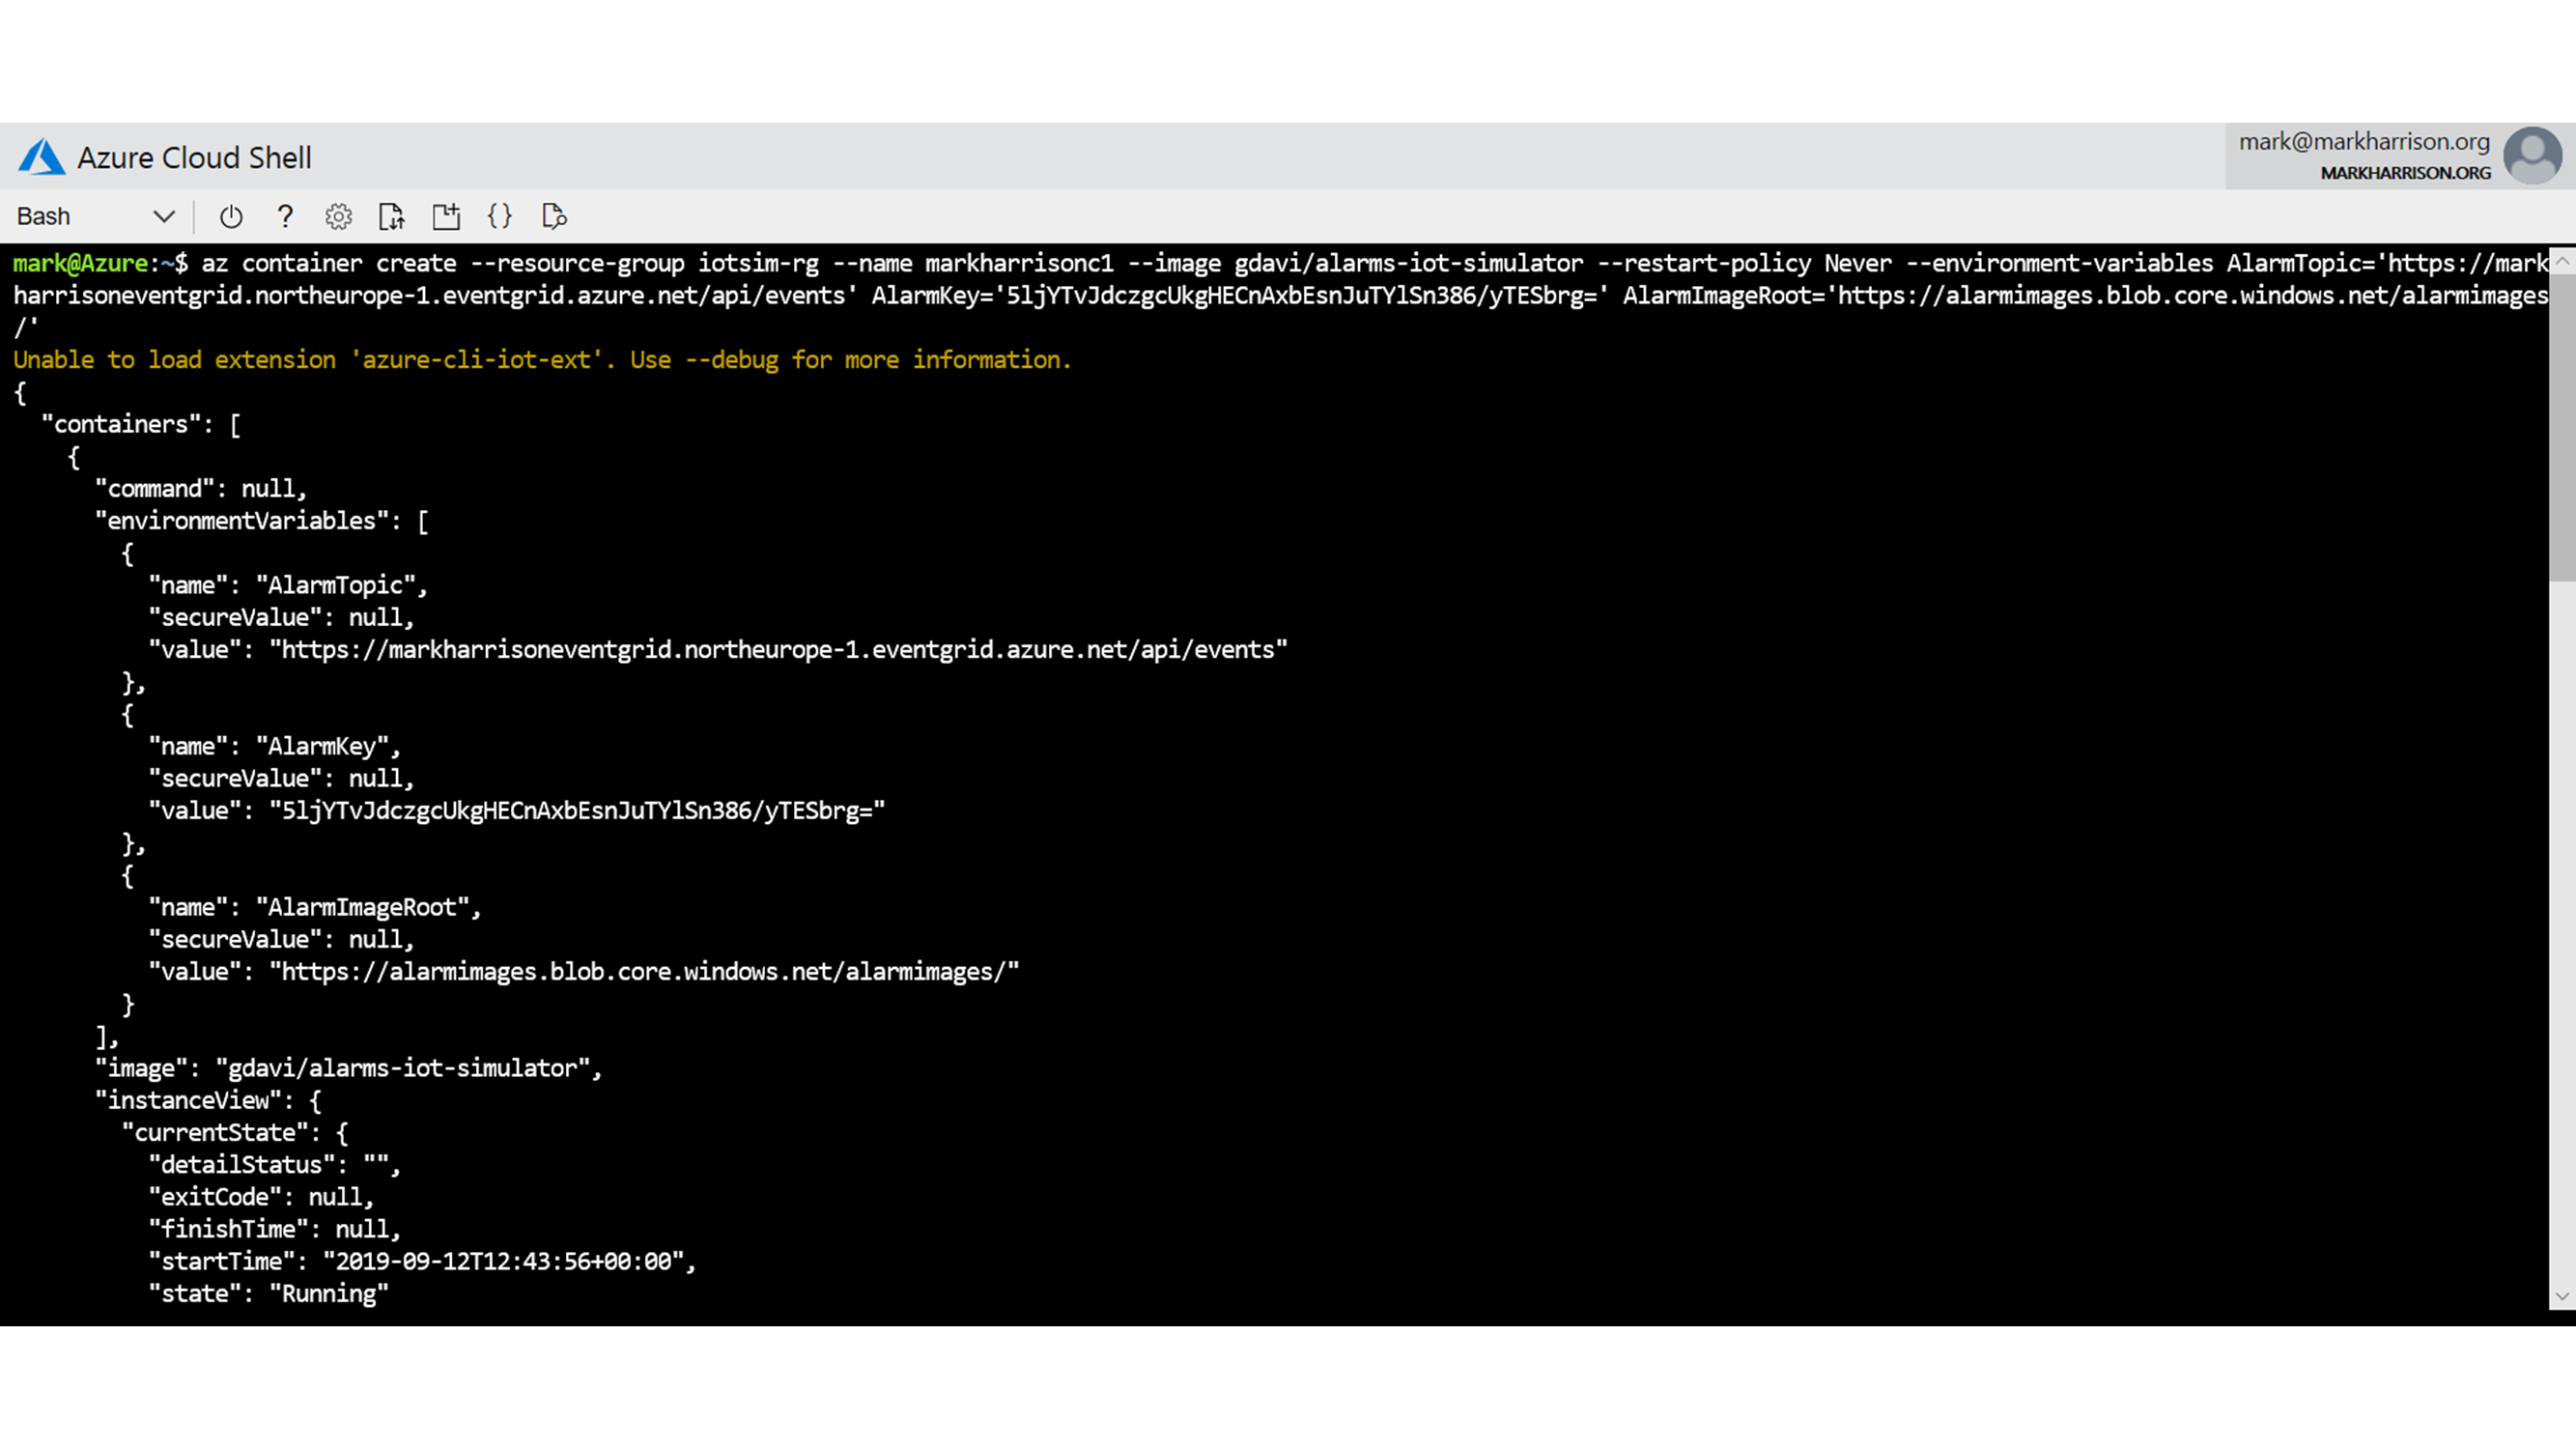 Azure Cloud Shell
mark@markharrison.org
MARKHARRISON.ORG
Bash
?
{}
mark@Azure:~$ az container create --resource-group iotsim-rg --name markharrisonc1 --image gdavi/alarms-iot-simulator --restart-policy Never --environment-variables AlarmTopic='https://mark
harrisoneventgrid.northeurope-1.eventgrid.azure.net/api/events' AlarmKey='5ljYTvJdczgcUkgHECnAxbEsnJuTYlSn386/yTESbrg=' AlarmImageRoot='https://alarmimages.blob.core.windows.net/alarmimages
/'
Unable to load extension 'azure-cli-iot-ext'. Use --debug for more information.
{
  "containers": [
    {
      "command": null,
      "environmentVariables": [
        {
          "name": "AlarmTopic",
          "secureValue": null,
          "value": "https://markharrisoneventgrid.northeurope-1.eventgrid.azure.net/api/events"
        },
        {
          "name": "AlarmKey",
          "secureValue": null,
          "value": "5ljYTvJdczgcUkgHECnAxbEsnJuTYlSn386/yTESbrg="
        },
        {
          "name": "AlarmImageRoot",
          "secureValue": null,
          "value": "https://alarmimages.blob.core.windows.net/alarmimages/"
        }
      ],
      "image": "gdavi/alarms-iot-simulator",
      "instanceView": {
        "currentState": {
          "detailStatus": "",
          "exitCode": null,
          "finishTime": null,
          "startTime": "2019-09-12T12:43:56+00:00",
          "state": "Running"